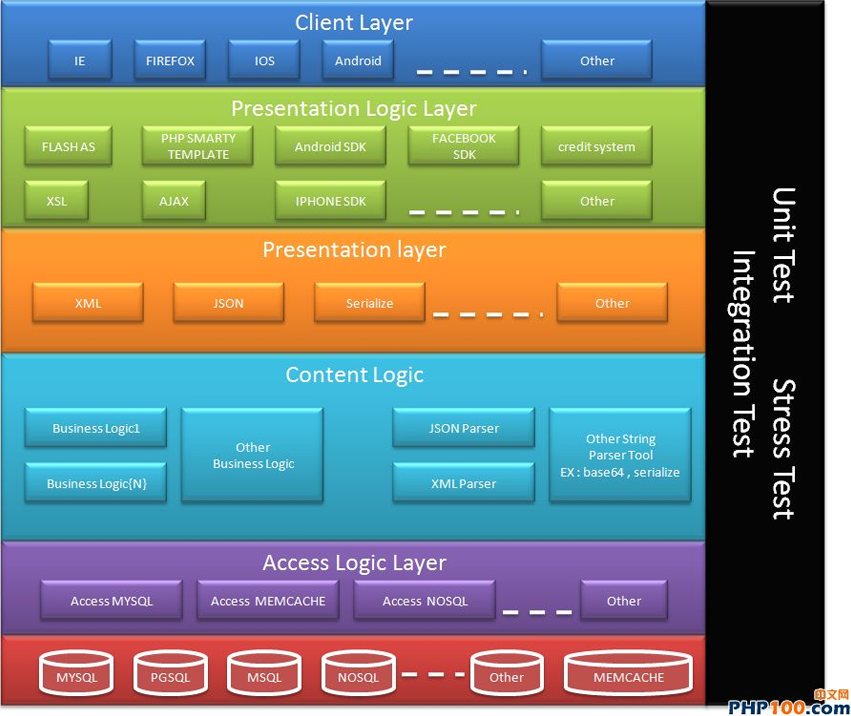 Client Layer
IE
FIREFOX
IOS
Android
Other
Presentation Logic Layer
FLASH AS
PHP SMARTY
TEMPLATE
Android SDK
FACEBOOK
SDK
credit system
XSL
AJAX
IPHONE SDK
Other
Presentation layer
XML
JSON
Serialize
Other
Content Logic
Business Logic1
Business Logic{N}
Other
Business Logic
JSON Parser
XML Parser
Other String
Parser Tool
EX : base64 , serialize
Access Logic Layer
Access MYSQL
Access MEMCACHE
Access NOSQL
Other
MYSQL
PGSQL
MSQL
NOSQL
Other
MEMCACHE
Unit Test
Stress Test
Integration Test
中文网
PHP100.com